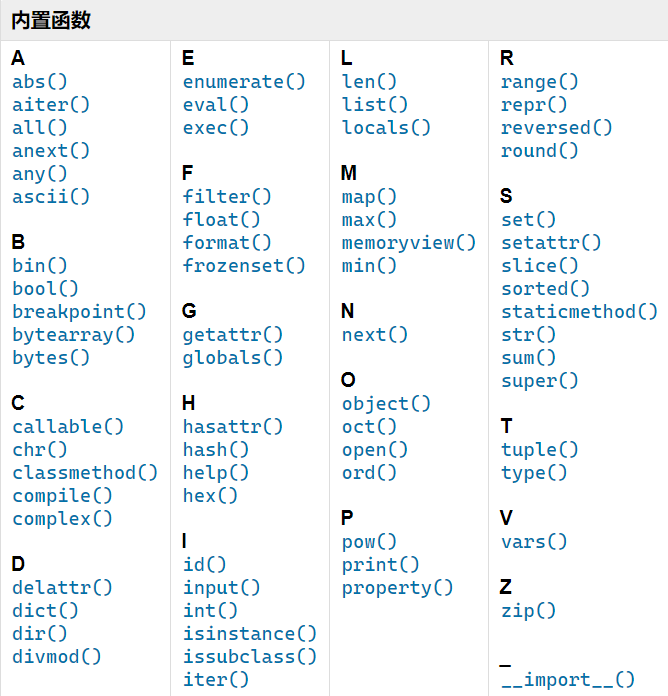 内置函数
A
abs()
aiter()
all()
anext()
any()
ascii()
B
bin()
bool()
breakpoint()
bytearray()
bytes()
C
callable()
chr()
classmethod()
compile()
complex()
D
delattr()
dict()
dir()
divmod()
E
enumerate()
eval()
exec()
F
filter()
float()
format()
frozenset()
G
getattr()
globals()
H
hasattr()
hash()
help()
hex()
I
id()
input()
int()
isinstance()
issubclass()
iter()
L
len()
list()
locals()
M
map()
max()
memoryview()
min()
N
next()
O
object()
oct()
open()
ord()
P
pow()
print()
property()
R
range()
repr()
reversed()
round()
S
set()
setattr()
slice()
sorted()
staticmethod()
str()
sum()
super()
T
tuple()
type()
V
vars()
Z
zip()
_
__import__()